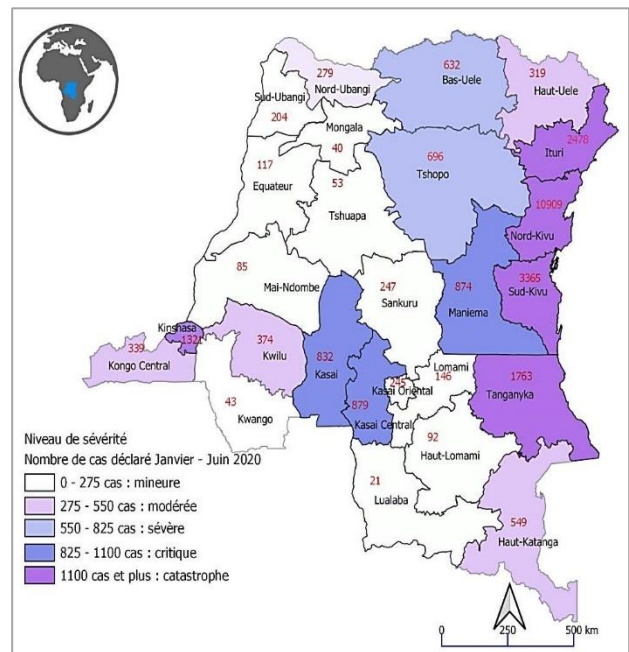 632
Bas-Uele
319
Haut-Uele
279
Nord-Ubangi
Sud-Ubangi
204
Mongala
40
2478
Ituri
696
Tshopo
117
Equateur
53
Tshuapa
10909
Nord-Kivu
85
Mai-Ndombe
247
Sankuru
874
Maniema
3365
Sud-Kivu
Kinshasa
1321
339
Kongo Central
374
Kwilu
832
Kasai
43
Kwango
879
Kasai Central
245
Kasai Oriental
Lomami
146
1763
Tanganyka
92
Haut-Lomami
21
Lualaba
549
Haut-Katanga
Niveau de sévérité
Nombre de cas déclaré Janvier - Juin 2020
0 - 275 cas : mineure
275 - 550 cas : modérée
550 - 825 cas : sévère
825 - 1100 cas : critique
1100 cas et plus : catastrophe
0 250 500 km